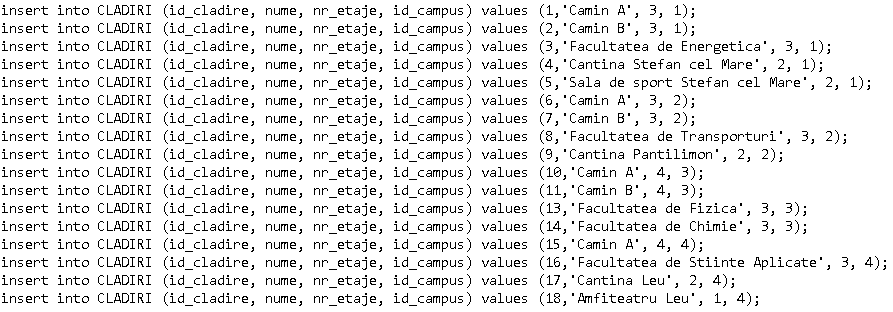 insert into CLADIRI (id_cladire, nume, nr_etaje, id_campus) values (1,'Camin A', 3, 1);
insert into CLADIRI (id_cladire, nume, nr_etaje, id_campus) values (2,'Camin B', 3, 1);
insert into CLADIRI (id_cladire, nume, nr_etaje, id_campus) values (3,'Facultatea de Energetica', 3, 1);
insert into CLADIRI (id_cladire, nume, nr_etaje, id_campus) values (4,'Cantina Stefan cel Mare', 2, 1);
insert into CLADIRI (id_cladire, nume, nr_etaje, id_campus) values (5,'Sala de sport Stefan cel Mare', 2, 1);
insert into CLADIRI (id_cladire, nume, nr_etaje, id_campus) values (6,'Camin A', 3, 2);
insert into CLADIRI (id_cladire, nume, nr_etaje, id_campus) values (7,'Camin B', 3, 2);
insert into CLADIRI (id_cladire, nume, nr_etaje, id_campus) values (8,'Facultatea de Transporturi', 3, 2);
insert into CLADIRI (id_cladire, nume, nr_etaje, id_campus) values (9,'Cantina Pantilimon', 2, 2);
insert into CLADIRI (id_cladire, nume, nr_etaje, id_campus) values (10,'Camin A', 4, 3);
insert into CLADIRI (id_cladire, nume, nr_etaje, id_campus) values (11,'Camin B', 4, 3);
insert into CLADIRI (id_cladire, nume, nr_etaje, id_campus) values (13,'Facultatea de Fizica', 3, 3);
insert into CLADIRI (id_cladire, nume, nr_etaje, id_campus) values (14,'Facultatea de Chimie', 3, 3);
insert into CLADIRI (id_cladire, nume, nr_etaje, id_campus) values (15,'Camin A', 4, 4);
insert into CLADIRI (id_cladire, nume, nr_etaje, id_campus) values (16,'Facultatea de Stiinte Aplicate', 3, 4);
insert into CLADIRI (id_cladire, nume, nr_etaje, id_campus) values (17,'Cantina Leu', 2, 4);
insert into CLADIRI (id_cladire, nume, nr_etaje, id_campus) values (18,'Amfiteatru Leu', 1, 4);